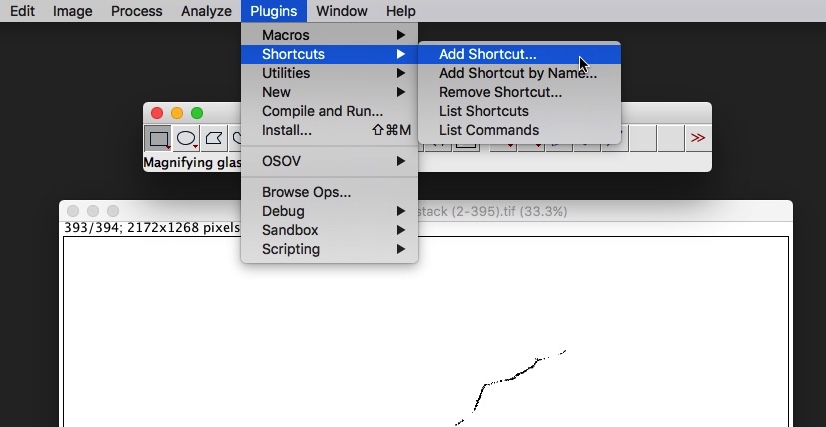 Edit Image Process Analyze Plugins Window Help
Macros
Shortcuts
Utilities
New
Compile and Run...
Install... ⇧⌘M
OSOV
Browse Ops...
Debug
Sandbox
Scripting
Add Shortcut...
Add Shortcut by Name...
Remove Shortcut...
List Shortcuts
List Commands
>>
Magnifying glas
stack (2-395).tif (33.3%)
393/394; 2172x1268 pixels